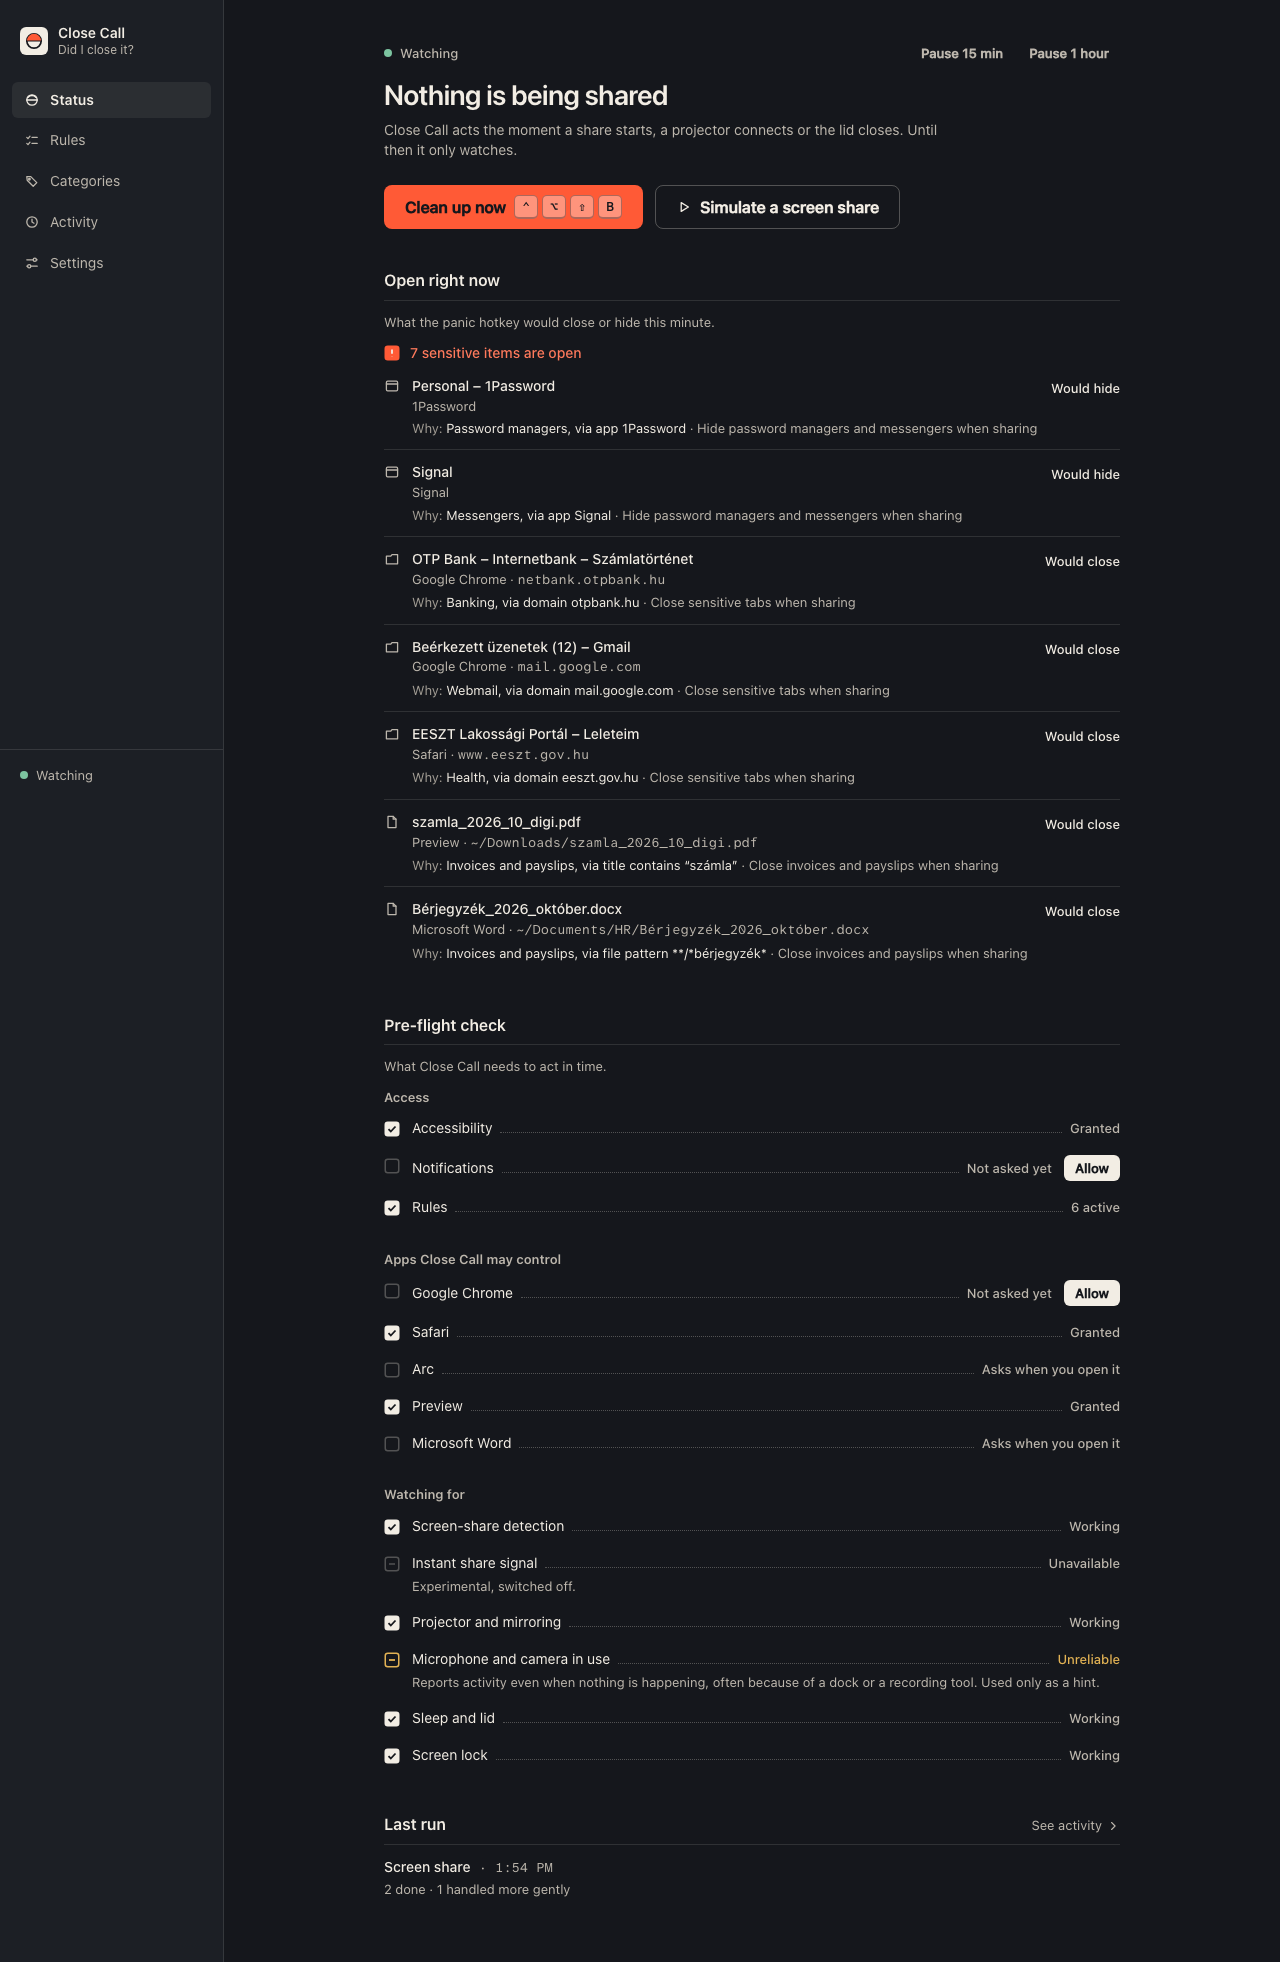 Close Call
Did I close it?
Status
Rules
Categories
Activity
Settings
Watching
Watching
Pause 15 min
Pause 1 hour
Nothing is being shared
Close Call acts the moment a share starts, a projector connects or the lid closes. Until
then it only watches.
Clean up now ⌃ ⌥ ⇧ B
Simulate a screen share
Open right now
What the panic hotkey would close or hide this minute.
7 sensitive items are open
Personal – 1Password
Would hide
1Password
Why: Password managers, via app 1Password · Hide password managers and messengers when sharing
Signal
Would hide
Signal
Why: Messengers, via app Signal · Hide password managers and messengers when sharing
OTP Bank – Internetbank – Számlatörténet
Would close
Google Chrome · netbank.otpbank.hu
Why: Banking, via domain otpbank.hu · Close sensitive tabs when sharing
Beérkezett üzenetek (12) – Gmail
Would close
Google Chrome · mail.google.com
Why: Webmail, via domain mail.google.com · Close sensitive tabs when sharing
EESZT Lakossági Portál – Leleteim
Would close
Safari · www.eeszt.gov.hu
Why: Health, via domain eeszt.gov.hu · Close sensitive tabs when sharing
szamla_2026_10_digi.pdf
Would close
Preview · ~/Downloads/szamla_2026_10_digi.pdf
Why: Invoices and payslips, via title contains “számla” · Close invoices and payslips when sharing
Bérjegyzék_2026_október.docx
Would close
Microsoft Word · ~/Documents/HR/Bérjegyzék_2026_október.docx
Why: Invoices and payslips, via file pattern **/*bérjegyzék* · Close invoices and payslips when sharing
Pre-flight check
What Close Call needs to act in time.
Access
Accessibility Granted
Notifications Not asked yet Allow
Rules 6 active
Apps Close Call may control
Google Chrome Not asked yet Allow
Safari Granted
Arc Asks when you open it
Preview Granted
Microsoft Word Asks when you open it
Watching for
Screen-share detection Working
Instant share signal Unavailable
Experimental, switched off.
Projector and mirroring Working
Microphone and camera in use Unreliable
Reports activity even when nothing is happening, often because of a dock or a recording tool. Used only as a hint.
Sleep and lid Working
Screen lock Working
Last run
See activity
Screen share · 1:54 PM
2 done · 1 handled more gently